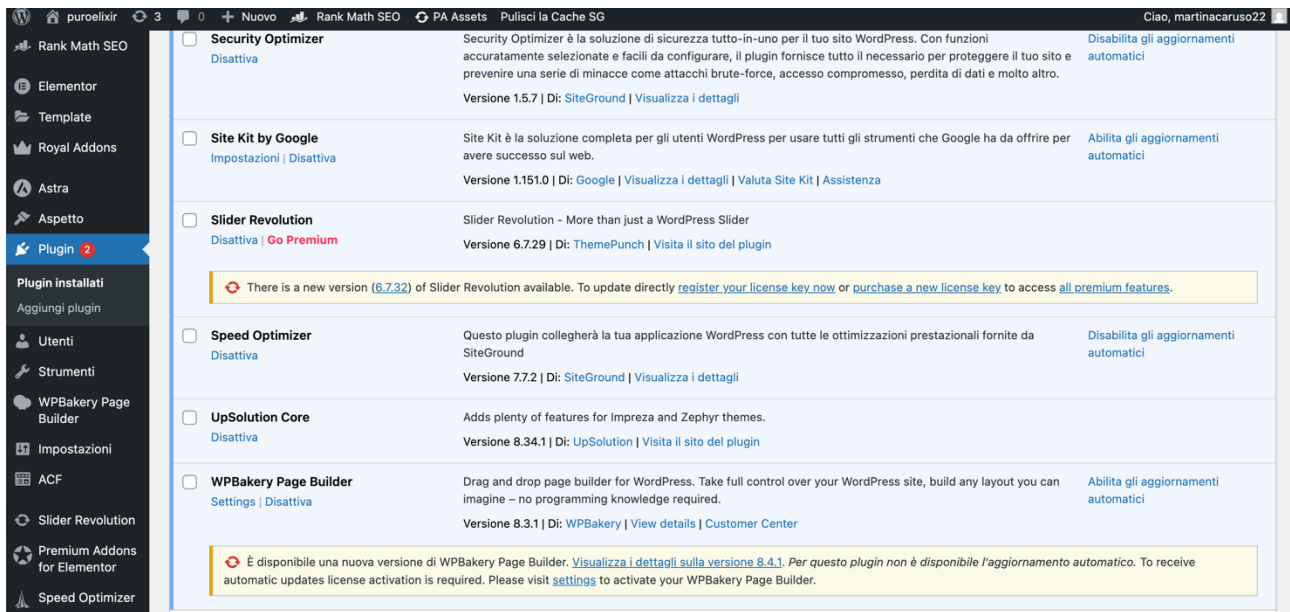 puroelixir 3 0 Nuovo Rank Math SEO PA Assets Pulisci la Cache SG Ciao, martinacaruso22
Rank Math SEO
Elementor
Template
Royal Addons
Astra
Aspetto
Plugin 2
Plugin installati
Aggiungi plugin
Utenti
Strumenti
WPBakery Page
Builder
Impostazioni
ACF
Slider Revolution
Premium Addons
for Elementor
Speed Optimizer
Security Optimizer
Disattiva
Security Optimizer è la soluzione di sicurezza tutto-in-uno per il tuo sito WordPress. Con funzioni
accuratamente selezionate e facili da configurare, il plugin fornisce tutto il necessario per proteggere il tuo sito e
prevenire una serie di minacce come attacchi brute-force, accesso compromesso, perdita di dati e molto altro.
Versione 1.5.7 | Di: SiteGround | Visualizza i dettagli
Disabilita gli aggiornamenti
automatici
Site Kit by Google
Impostazioni | Disattiva
Site Kit è la soluzione completa per gli utenti WordPress per usare tutti gli strumenti che Google ha da offrire per
avere successo sul web.
Versione 1.151.0 | Di: Google | Visualizza i dettagli | Valuta Site Kit | Assistenza
Abilita gli aggiornamenti
automatici
Slider Revolution
Disattiva | Go Premium
Slider Revolution - More than just a WordPress Slider
Versione 6.7.29 | Di: ThemePunch | Visita il sito del plugin
There is a new version (6.7.32) of Slider Revolution available. To update directly register your license key now or purchase a new license key to access all premium features.
Speed Optimizer
Disattiva
Questo plugin collegherà la tua applicazione WordPress con tutte le ottimizzazioni prestazionali fornite da
SiteGround
Versione 7.7.2 | Di: SiteGround | Visualizza i dettagli
Disabilita gli aggiornamenti
automatici
UpSolution Core
Disattiva
Adds plenty of features for Impreza and Zephyr themes.
Versione 8.34.1 | Di: UpSolution | Visita il sito del plugin
WPBakery Page Builder
Settings | Disattiva
Drag and drop page builder for WordPress. Take full control over your WordPress site, build any layout you can
imagine – no programming knowledge required.
Versione 8.3.1 | Di: WPBakery | View details | Customer Center
Abilita gli aggiornamenti
automatici
È disponibile una nuova versione di WPBakery Page Builder. Visualizza i dettagli sulla versione 8.4.1. Per questo plugin non è disponibile l'aggiornamento automatico. To receive
automatic updates license activation is required. Please visit settings to activate your WPBakery Page Builder.